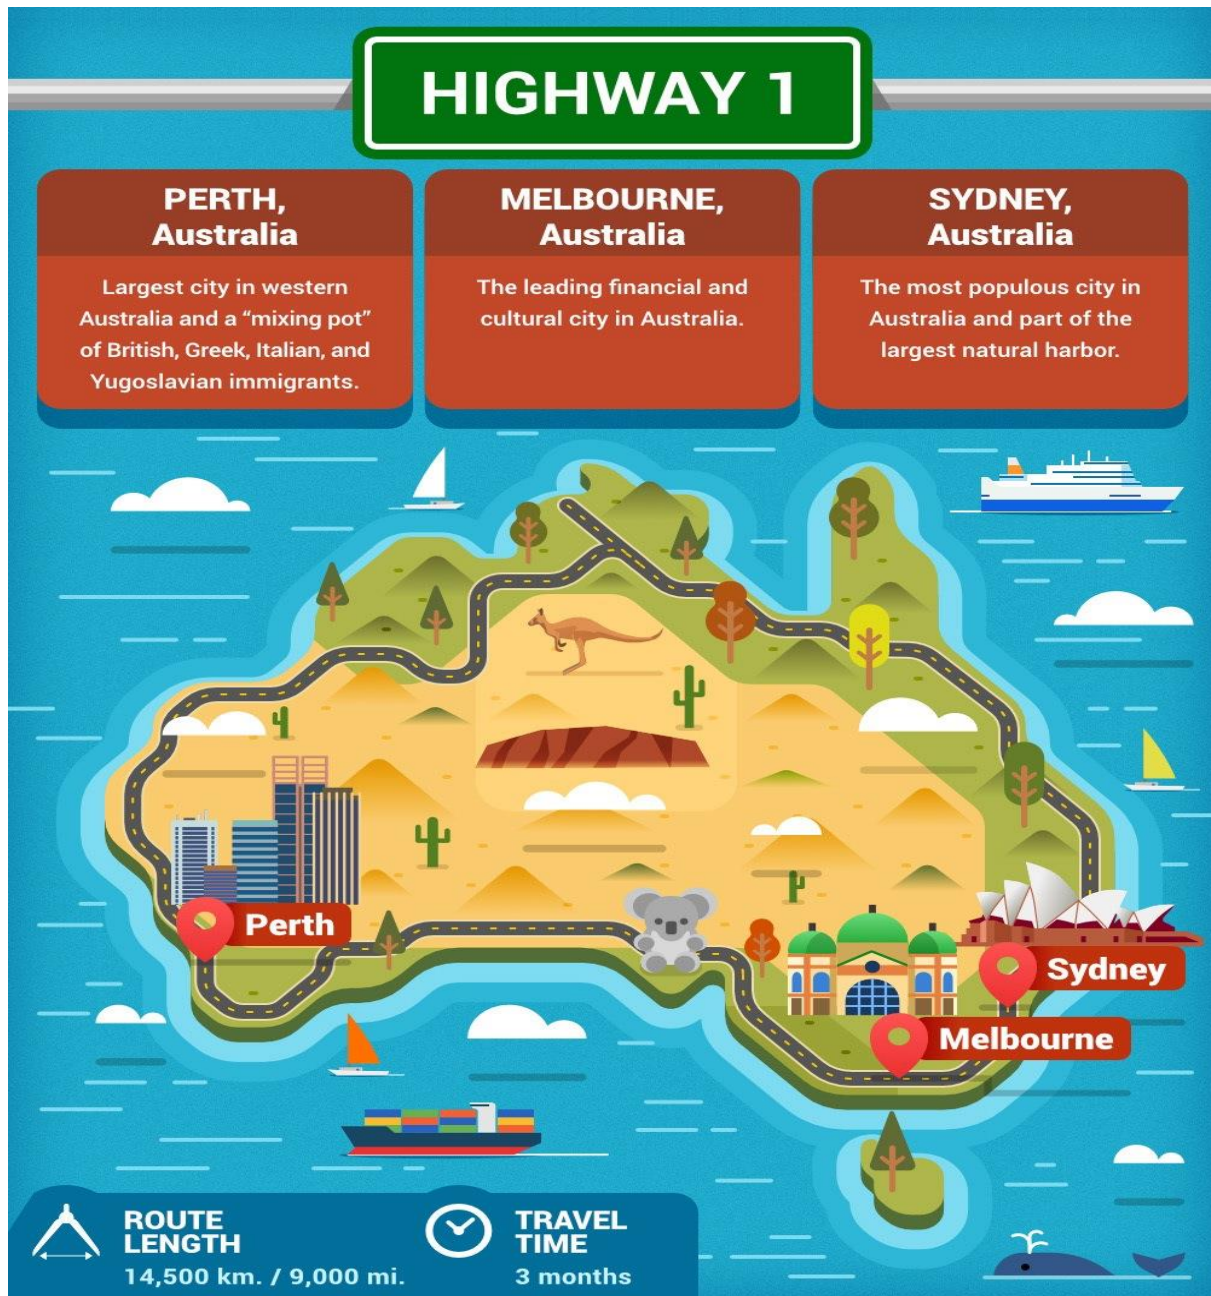 HIGHWAY 1
PERTH,
Australia
Largest city in western
Australia and a “mixing pot”
of British, Greek, Italian, and
Yugoslavian immigrants.
MELBOURNE,
Australia
The leading financial and
cultural city in Australia.
SYDNEY,
Australia
The most populous city in
Australia and part of the
largest natural harbor.
Perth
Sydney
Melbourne
ROUTE
LENGTH
14,500 km. / 9,000 mi.
TRAVEL
TIME
3 months